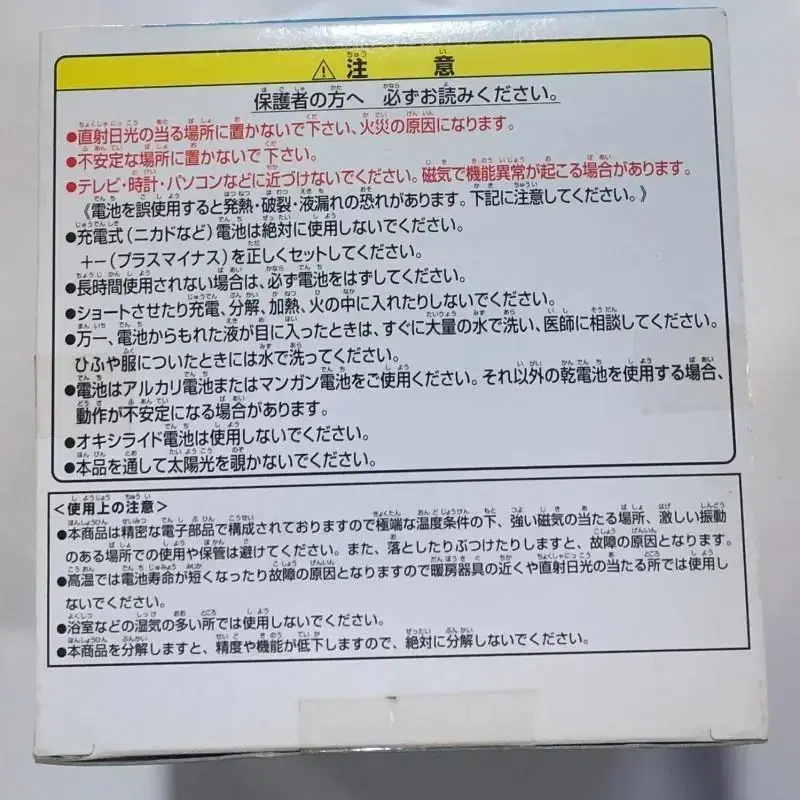 ⚠注意
保護者の方へ 必ずお読みください。
●直射日光の当る場所に置かないで下さい、火災の原因になります。
●不安定な場所に置かないで下さい。
●テレビ・時計・パソコンなどに近づけないでください。磁気で機能異常が起こる場合があります。
《電池を誤使用すると発熱・破裂・液漏れの恐れがあります。下記に注意してください。》
●充電式(ニカドなど)電池は絶対に使用しないでください。
+−(プラスマイナス)を正しくセットしてください。
●長時間使用されない場合は、必ず電池をはずしてください。
●ショートさせたり充電、分解、加熱、火の中に入れたりしないでください。
●万一、電池からもれた液が目に入ったときは、すぐに大量の水で洗い、医師に相談してください。
ひふや服についたときには水で洗ってください。
●電池はアルカリ電池またはマンガン電池をご使用ください。それ以外の乾電池を使用する場合、
動作が不安定になる場合があります。
●オキシライド電池は使用しないでください。
●本品を通して太陽光を覗かないでください。
<使用上の注意>
●本商品は精密な電子部品で構成されておりますので極端な温度条件の下、強い磁気の当たる場所、激しい振動
のある場所での使用や保管は避けてください。また、落としたりぶつけたりしますと、故障の原因となります。
●高温では電池寿命が短くなったり故障の原因となりますので暖房器具の近くや直射日光の当たる所では使用し
ないでください。
●浴室などの湿気の多い所では使用しないでください。
●本商品を分解しますと、精度や機能が低下しますので、絶対に分解しないでください。